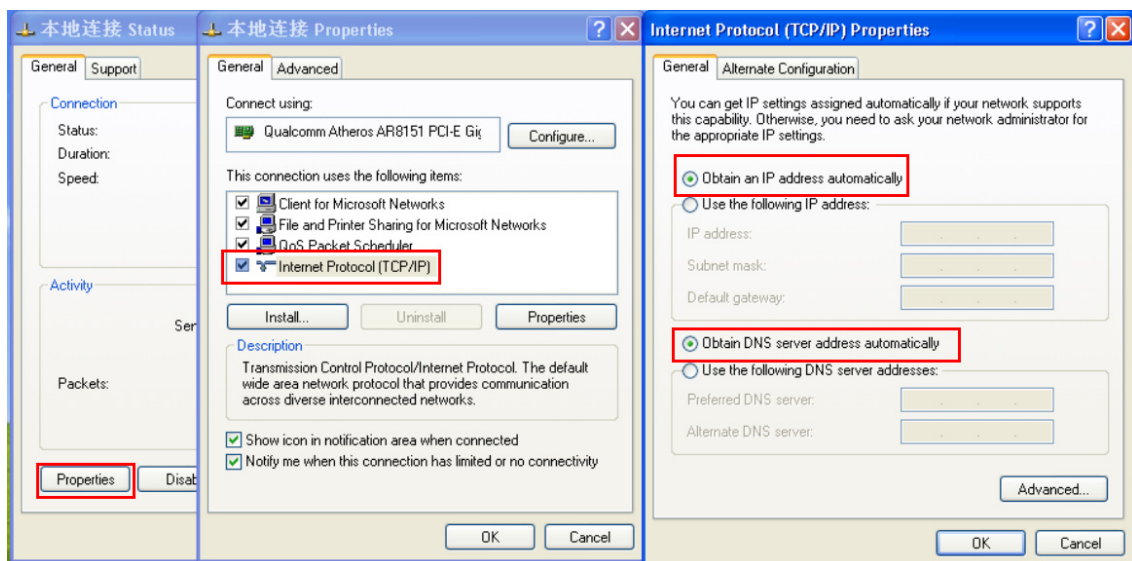 本地连接 Status
General
Support
Connection
Status:
Duration:
Speed:
Activity
Packets:
Properties
本地连接 Properties
General
Advanced
Connect using:
Qualcomm Atheros AR8151 PCI-E
Configure...
This connection uses the following items:
Client for Microsoft Networks
File and Printer Sharing for Microsoft Networks
QoS Packet Scheduler
Internet Protocol (TCP/IP)
Install...
Uninstall
Properties
Description
Transmission Control Protocol/Internet Protocol. The default
wide area network protocol that provides communication
across diverse interconnected networks.
Show icon in notification area when connected
Notify me when this connection has limited or no connectivity
OK
Cancel
Internet Protocol (TCP/IP) Properties
General
Alternate Configuration
You can get IP settings assigned automatically if your network supports
this capability. Otherwise, you need to ask your network administrator for
the appropriate IP settings.
Obtain an IP address automatically
Use the following IP address:
IP address:
Subnet mask:
Default gateway:
Obtain DNS server address automatically
Use the following DNS server addresses:
Preferred DNS server:
Alternate DNS server:
Advanced...
OK
Cancel